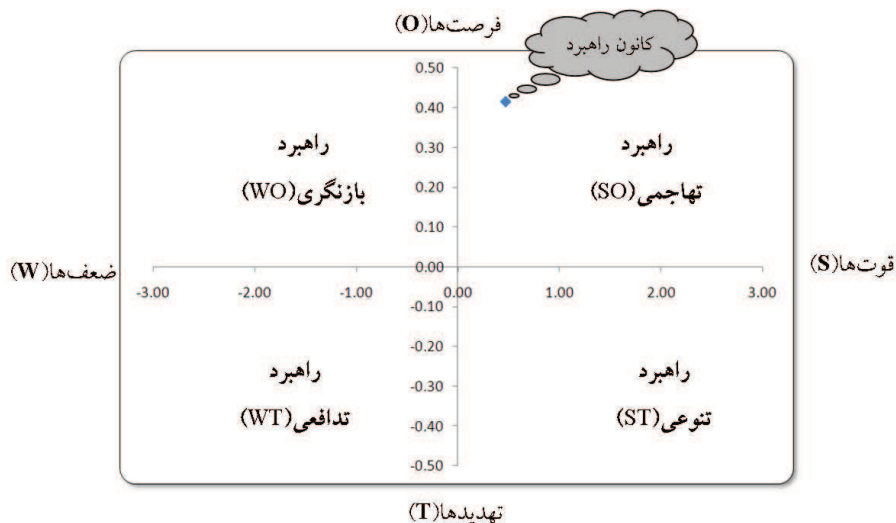 فرصت‌ها(O)
کانون راهبرد
0.50
0.40
0.30
0.20
0.10
0.00
-0.10
-0.20
-0.30
-0.40
-0.50
راهبرد
تهاجمی(SO)
راهبرد
بازنگری(WO)
قوت‌ها(S)
ضعف‌ها(W)
-3.00 -2.00 -1.00 0.00 1.00 2.00 3.00
راهبرد
تنوعی(ST)
راهبرد
تدافعی(WT)
تهدیدها(T)